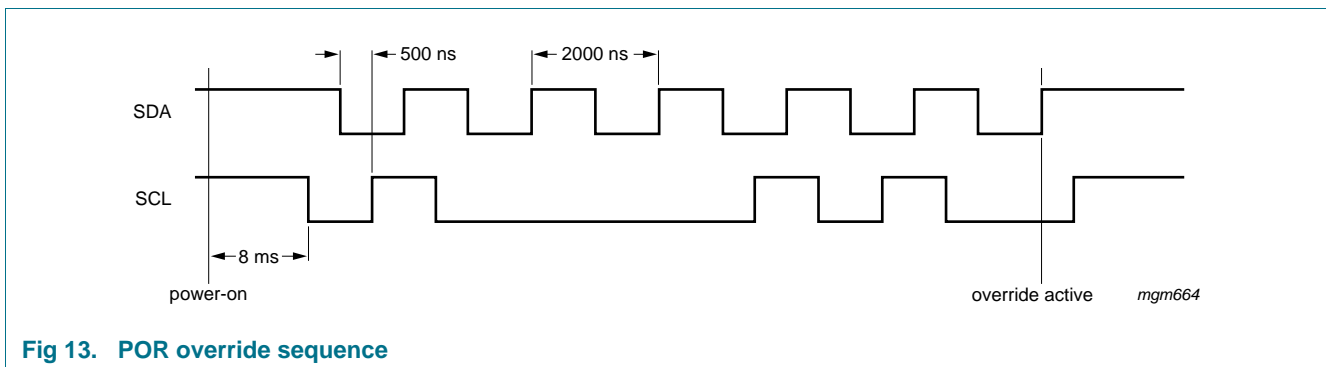 500 ns
2000 ns
SDA
SCL
8 ms
power-on
override active
mgm664
Fig 13. POR override sequence